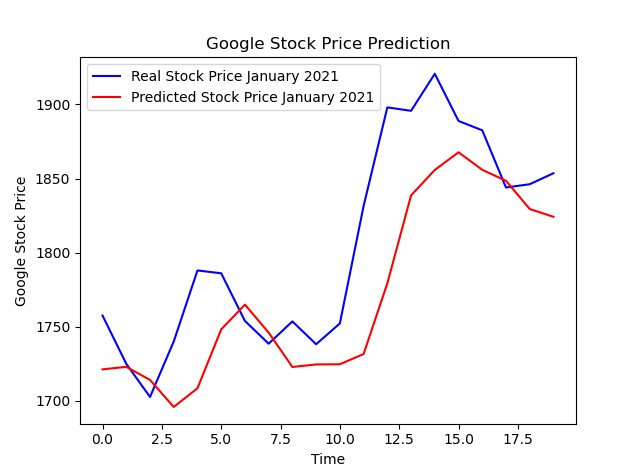 Google Stock Price Prediction
Real Stock Price January 2021
Predicted Stock Price January 2021
Google Stock Price
1900
1850
1800
1750
1700
0.0 2.5 5.0 7.5 10.0 12.5 15.0 17.5
Time